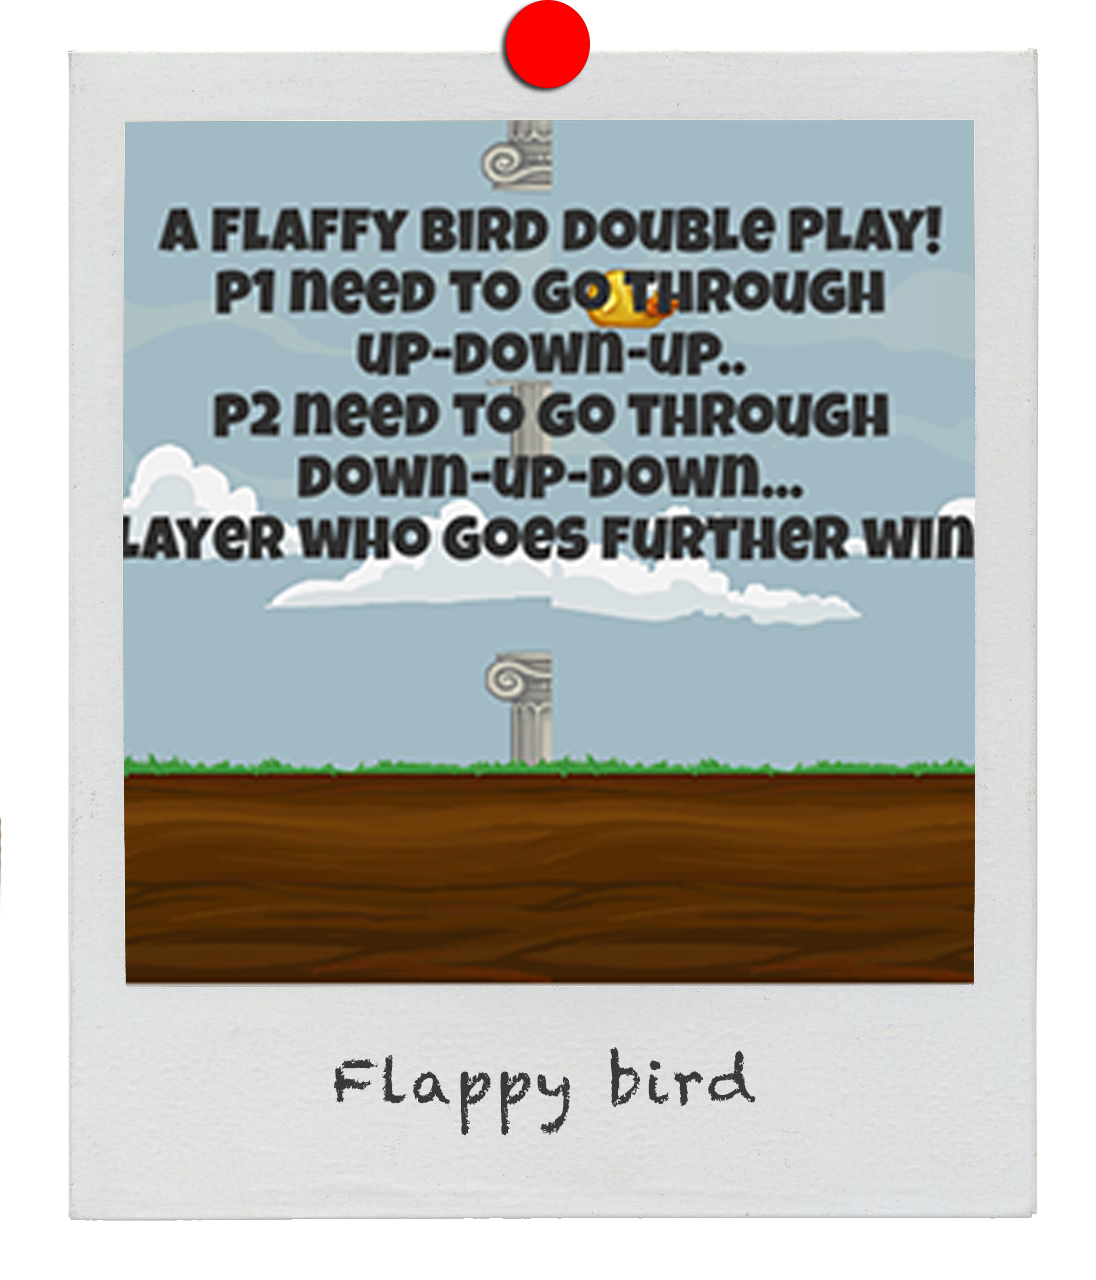 A FLAFFY BIRD DOUBLE PLAY!
P1 NEED TO GO THROUGH
UP-DOWN-UP..
P2 NEED TO GO THROUGH
DOWN-UP-DOWN...
LAYER WHO GOES FURTHER WIN
Flappy bird